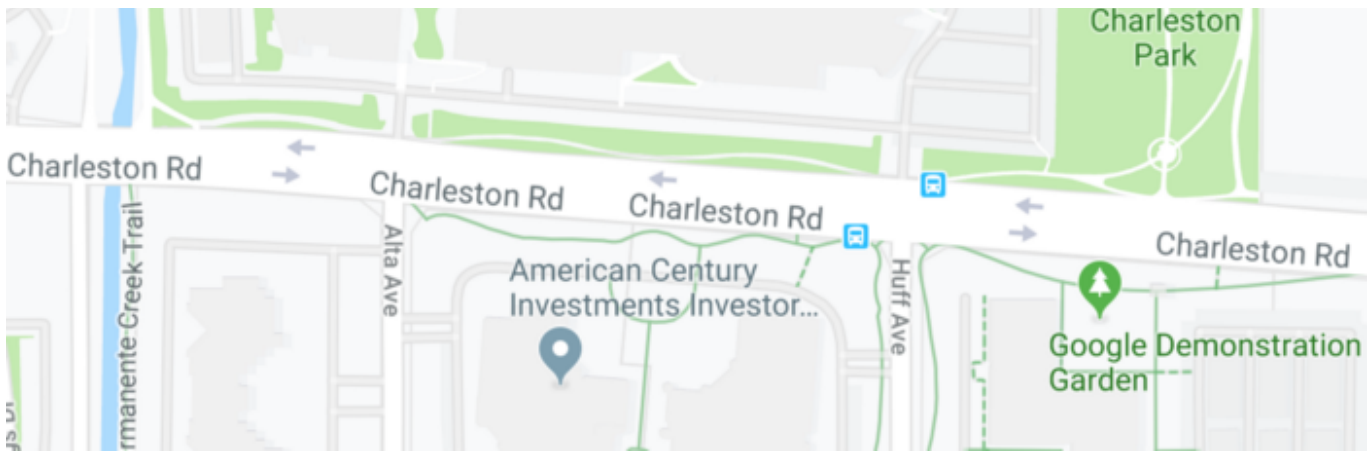 Charleston
Park
Charleston Rd
Charleston Rd
Charleston Rd
Charleston Rd
American Century
Investments Investor...
Alta Ave
Huff Ave
rmanente Creek Trail
Google Demonstration
Garden